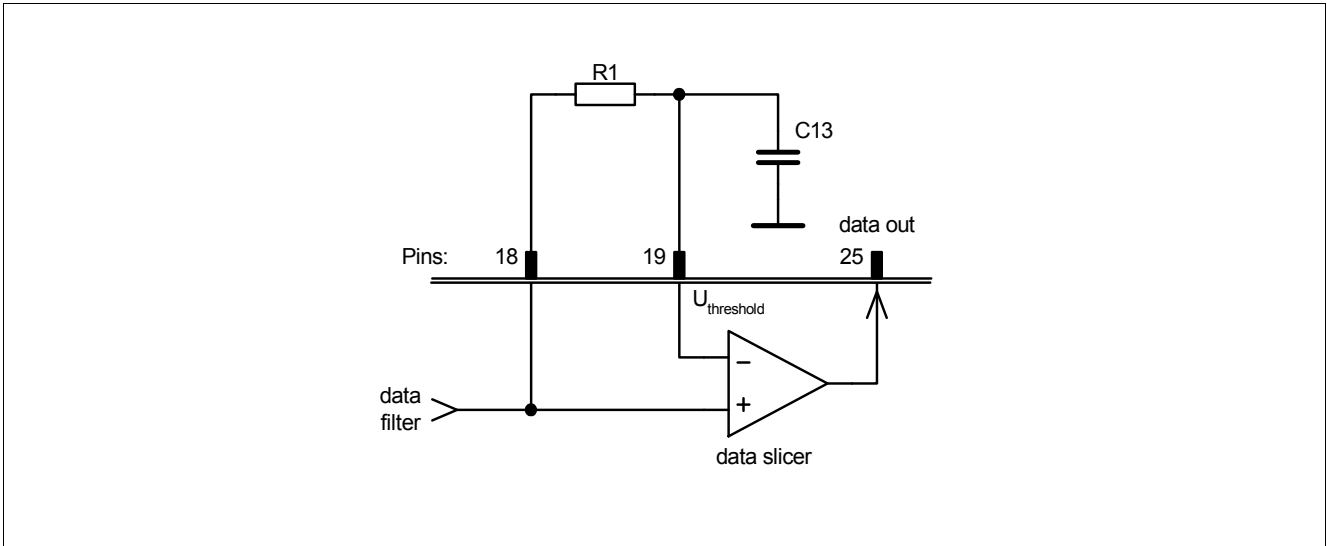 R1
C13
data out
Pins: 18 19 25
Uthreshold
−
+
data
filter
data slicer